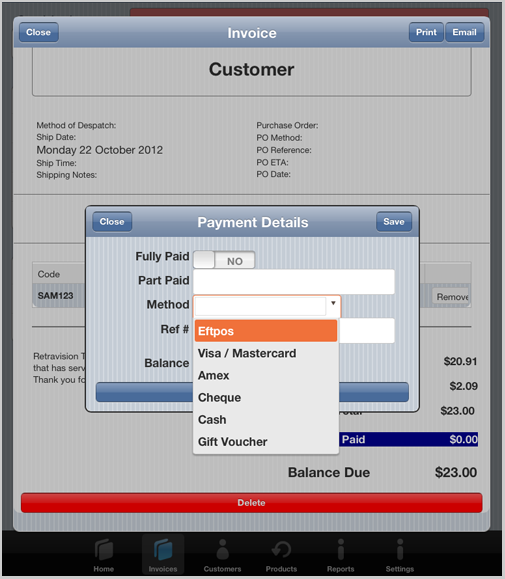 Close
Invoice
Print
Email
Customer
Method of Despatch:
Ship Date:
Monday 22 October 2012
Ship Time:
Shipping Notes:
Purchase Order:
PO Method:
PO Reference:
PO ETA:
PO Date:
Close
Payment Details
Save
Fully Paid
NO
Part Paid
Method
Ref #
Balance
Eftpos
Visa / Mastercard
Amex
Cheque
Cash
Gift Voucher
Code
SAM123
Remove
Retravision T
that has serv
Thank you fo
$20.91
$2.09
$23.00
Paid $0.00
Balance Due $23.00
Delete
Home
Invoices
Customers
Products
Reports
Settings